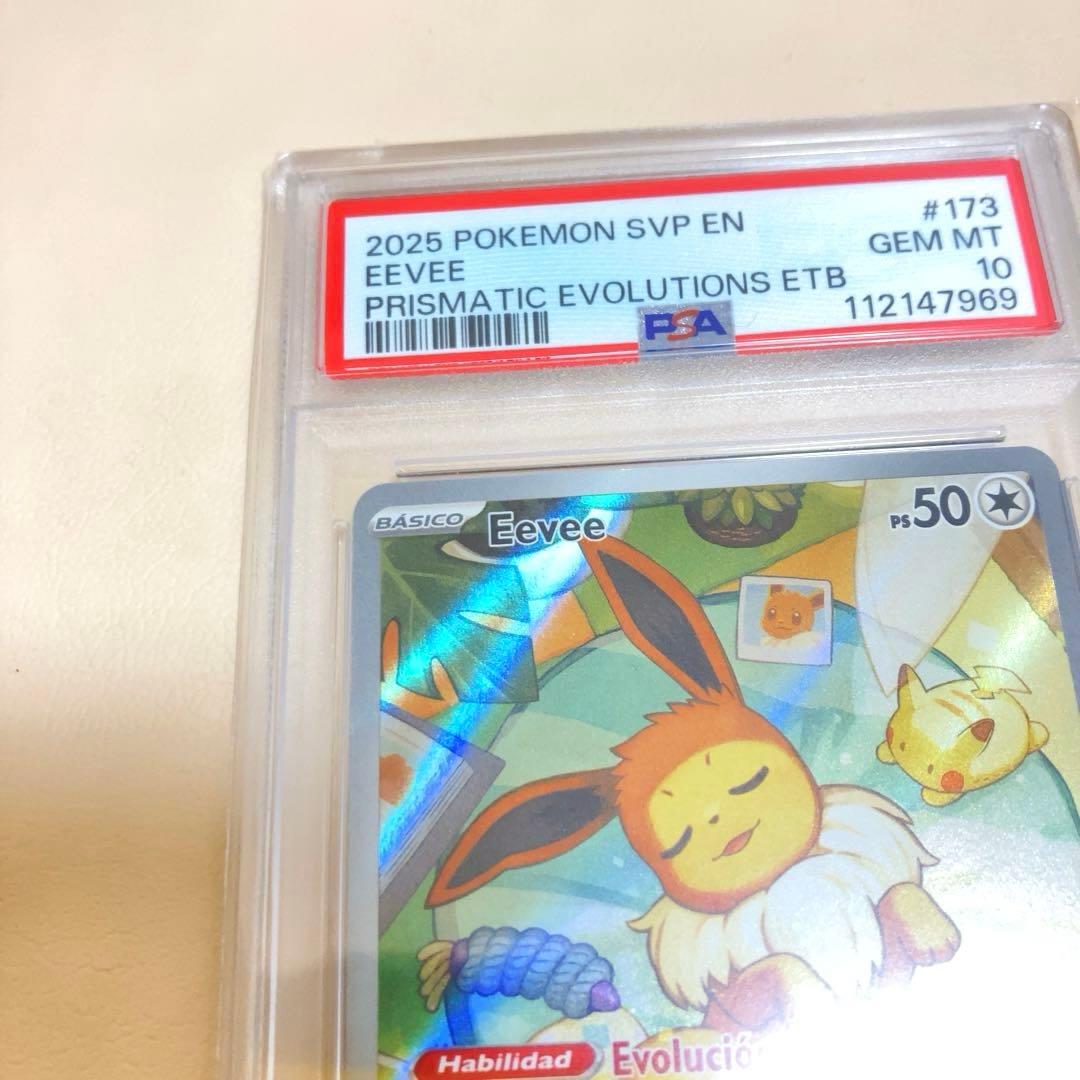 2025 POKEMON SVP EN #173
EEVEE GEM MT
PRISMATIC EVOLUTIONS ETB 10
112147969
PSA
BÁSICO Eevee PS50
Habilidad Evolució